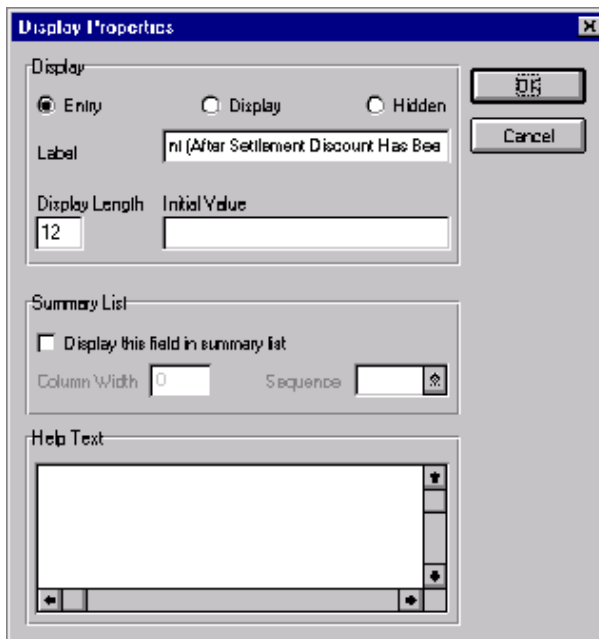 Display Properties
Display
OK
Entry Display Hidden
Cancel
Label nt (After Settlement Discount Has Bee
Display Length Initial Value
12
Summary List
Display this field in summary list
Column Width 0 Sequence
Help Text